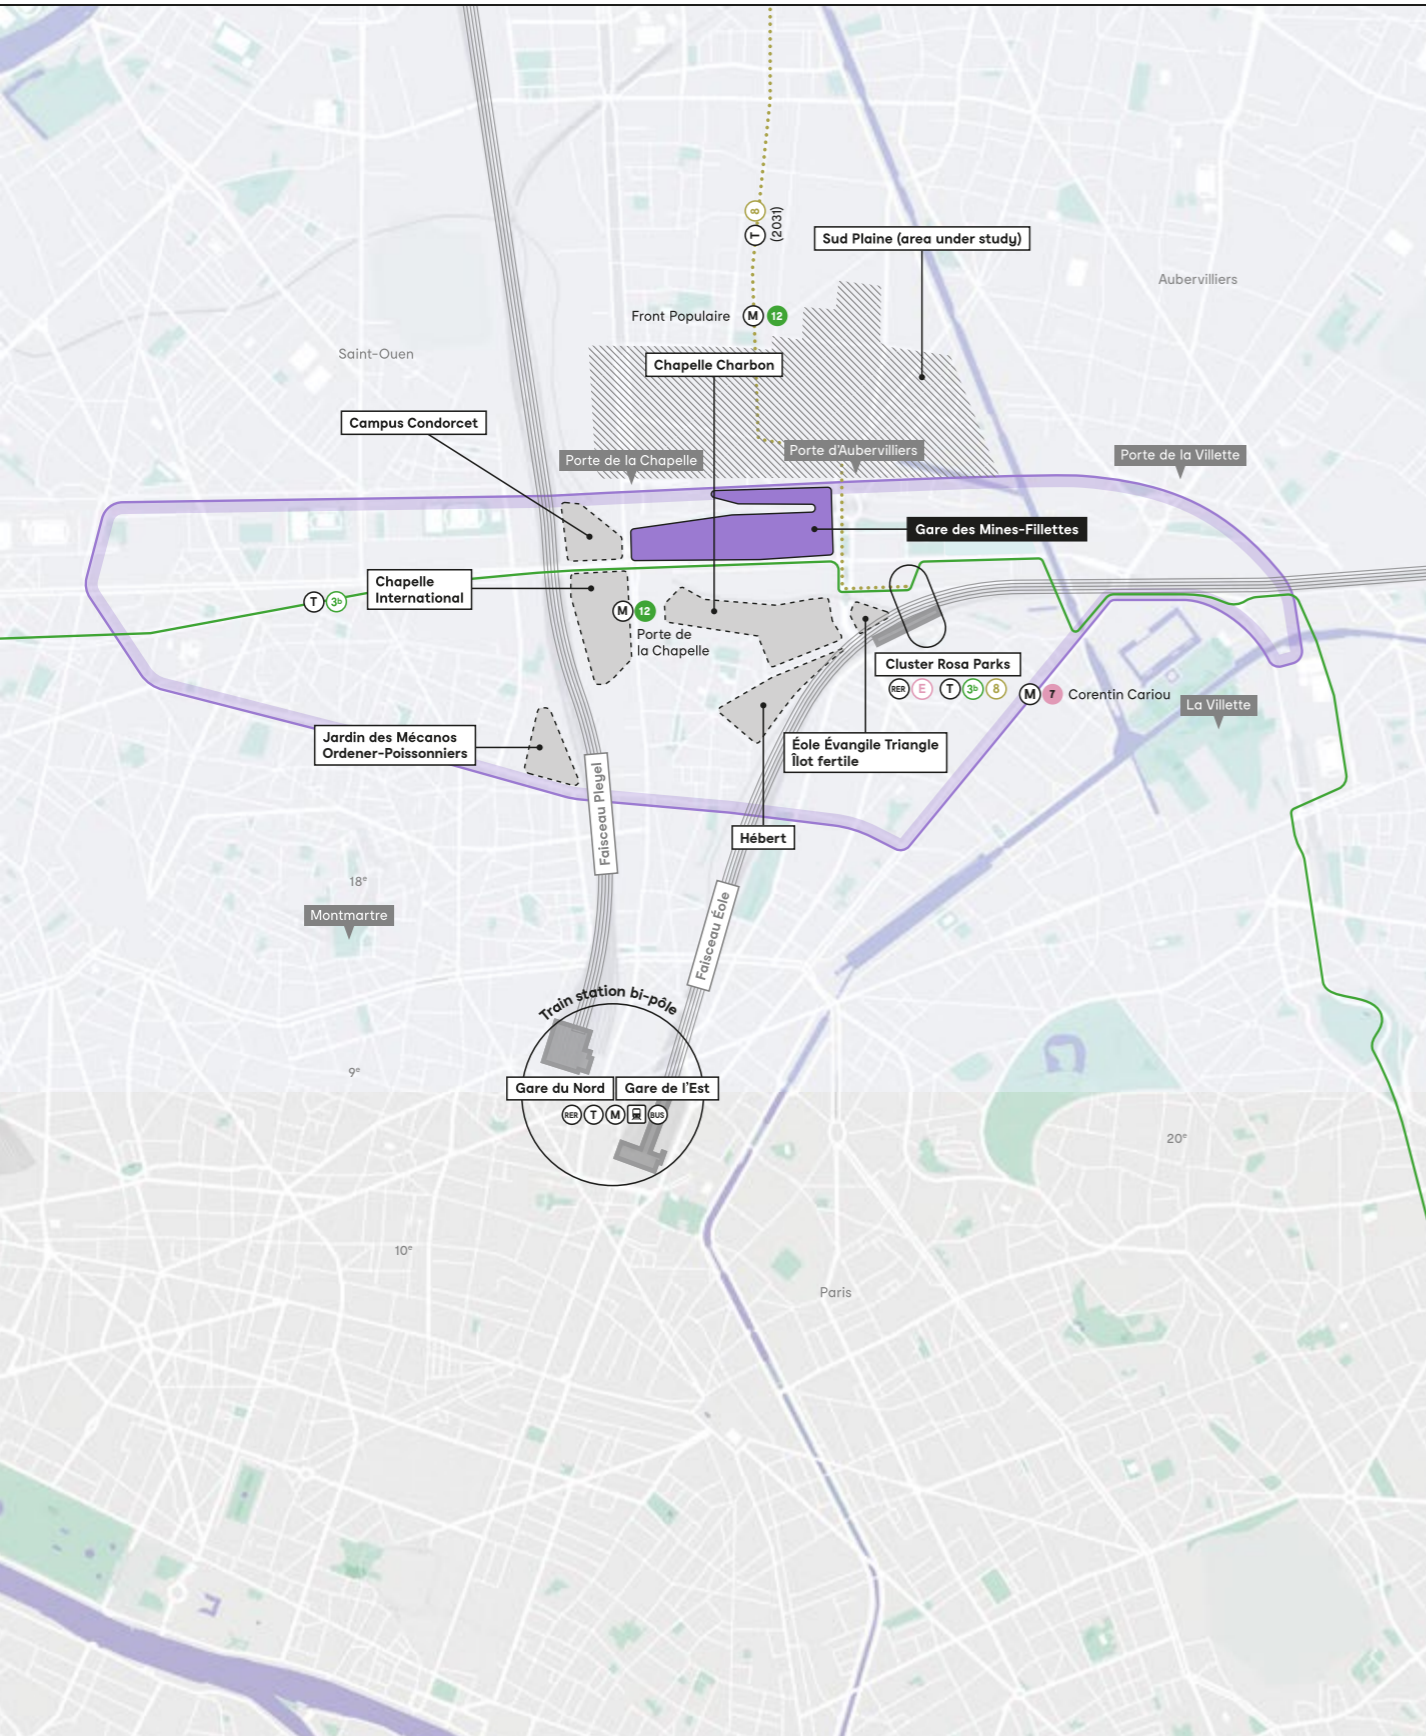 8
T
(2031)
Sud Plaine (area under study)
Aubervilliers
Front Populaire M 12
Saint-Ouen
Chapelle Charbon
Campus Condorcet
Porte de la Chapelle
Porte d'Aubervilliers
Porte de la Villette
Gare des Mines-Fillettes
Chapelle
International
T 3b
M 12
Porte de
la Chapelle
Cluster Rosa Parks
RER E T 3b 8
M 7 Corentin Cariou
La Villette
Jardin des Mécanos
Ordener-Poissonniers
Éole Évangile Triangle
Îlot fertile
Faisceau Pleyel
Hébert
18e
Montmartre
Faisceau Éole
Train station bi-pôle
9e
Gare du Nord
Gare de l'Est
RER T M BUS
20e
10e
Paris